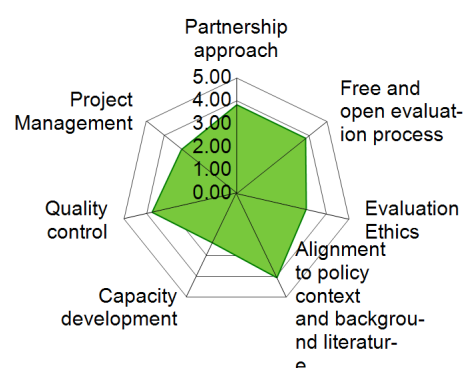 Partnership
approach
5.00
4.00
3.00
2.00
1.00
0.00
Free and
open evaluat-
ion process
Evaluation
Ethics
Alignment
to policy
context
and backgrou-
nd literatur-
e
Capacity
development
Quality
control
Project
Management